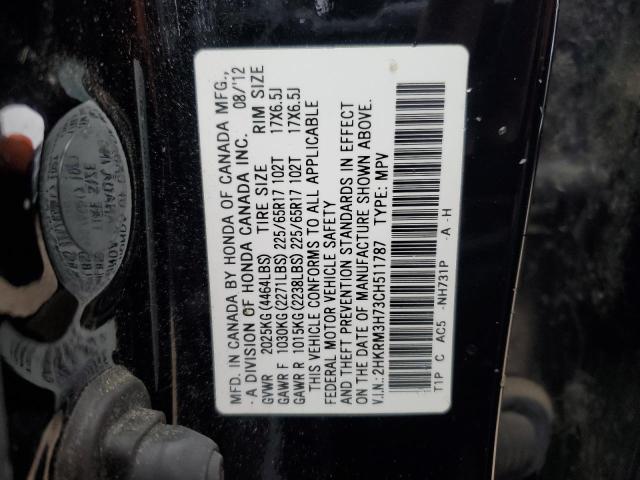 MFD. IN CANADA BY HONDA OF CANADA MFG.,
A DIVISION OF HONDA CANADA INC. 08/'12
GVWR 2025KG(4464LBS) TIRE SIZE RIM SIZE
GAWR F 1030KG(2271LBS) 225/65R17 102T 17X6.5J
GAWR R 1015KG(2238LBS) 225/65R17 102T 17X6.5J
THIS VEHICLE CONFORMS TO ALL APPLICABLE
FEDERAL MOTOR VEHICLE SAFETY
AND THEFT PREVENTION STANDARDS IN EFFECT
ON THE DATE OF MANUFACTURE SHOWN ABOVE.
V.I.N.: 2HKRM3H73CH511787 TYPE: MPV
T1P C AC5 NH731P -A -H